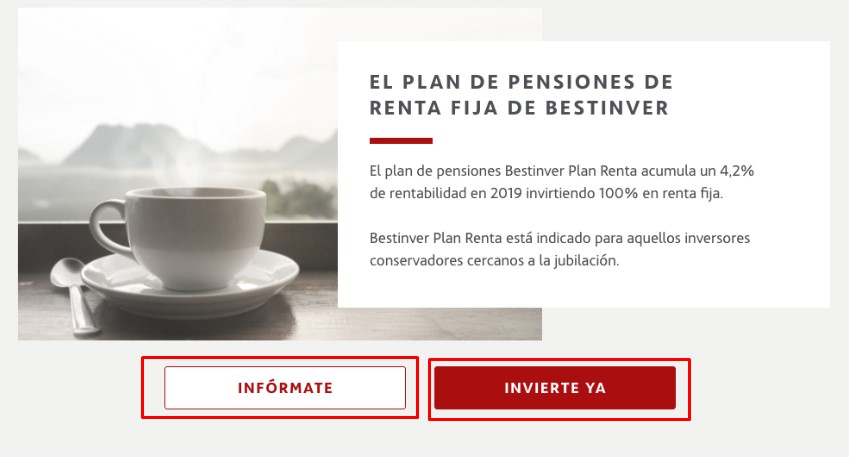 EL PLAN DE PENSIONES DE
RENTA FIJA DE BESTINVER
El plan de pensiones Bestinver Plan Renta acumula un 4,2%
de rentabilidad en 2019 invirtiendo 100% en renta fija.
Bestinver Plan Renta está indicado para aquellos inversores
conservadores cercanos a la jubilación.
INFÓRMATE
INVIERTE YA